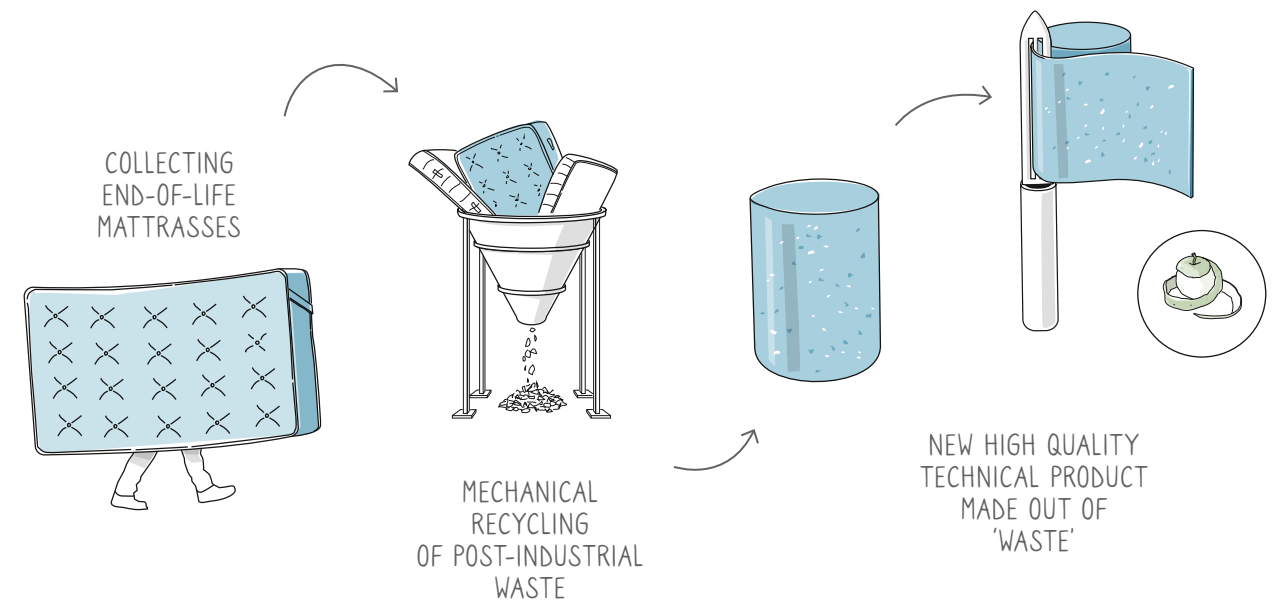 COLLECTING
END-OF-LIFE
MATTRASSES
MECHANICAL
RECYCLING
OF POST-INDUSTRIAL
WASTE
NEW HIGH QUALITY
TECHNICAL PRODUCT
MADE OUT OF
'WASTE'